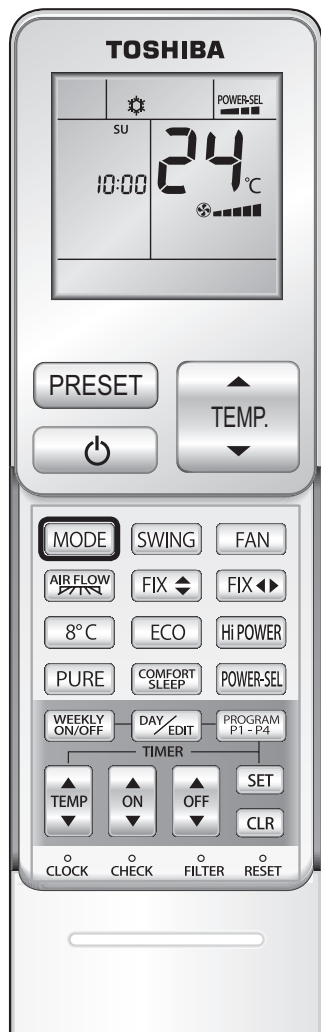 TOSHIBA
POWER-SEL
SU
10:00 24 °C
PRESET
TEMP.
MODE SWING FAN
AIR FLOW FIX FIX
8°C ECO Hi POWER
PURE COMFORT SLEEP POWER-SEL
WEEKLY ON/OFF DAY/EDIT PROGRAM P1 - P4
TIMER
TEMP ON OFF SET
CLR
CLOCK CHECK FILTER RESET